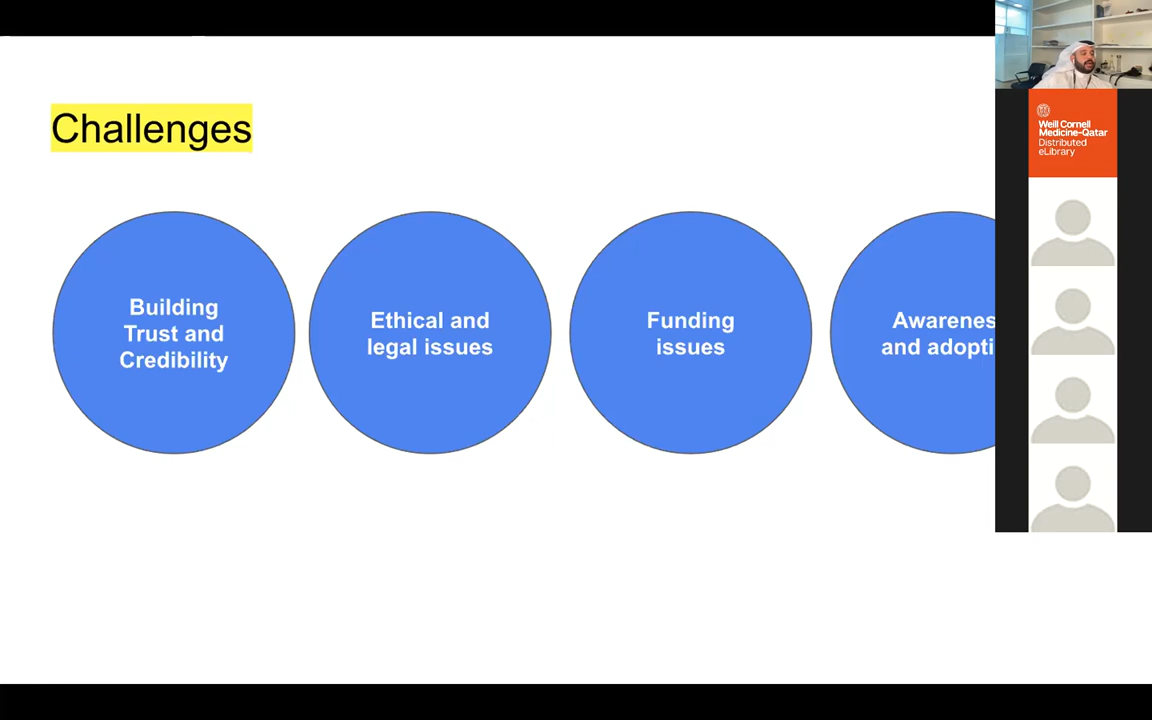 Challenges
Building
Trust and
Credibility
Ethical and
legal issues
Funding
issues
Awarenes
and adopti
Weill Cornell
Medicine-Qatar
Distributed
eLibrary